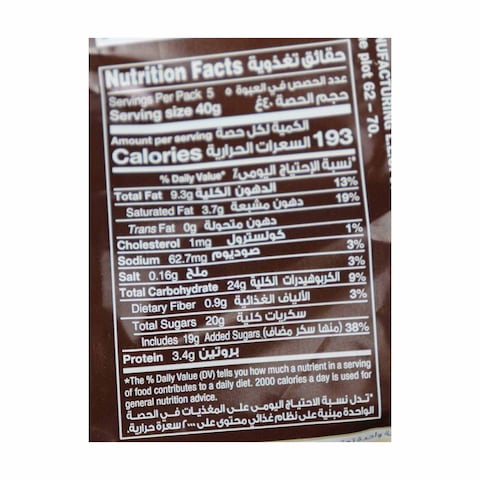 Nutrition Facts حقائق تغذوية
Servings Per Pack 5 عدد الحصص في العبوة ٥
Serving size 40g حجم الحصة ٤٠غ
Amount per serving الكمية لكل حصة
Calories السعرات الحرارية 193
% Daily Value* نسبة الإحتياج اليومي٪*
Total Fat 9.3g الدهون الكلية 13%
Saturated Fat 3.7g دهون مشبعة 19%
Trans Fat 0g دهون متحولة
Cholesterol 1mg كولسترول 1%
Sodium 62.7mg صوديوم 3%
Salt 0.16g ملح 3%
Total Carbohydrate 24g الكربوهيدرات الكلية 9%
Dietary Fiber 0.9g الألياف الغذائية 3%
Total Sugars 20g سكريات كلية
Includes 19g Added Sugars (منها سكر مضاف) 38%
Protein 3.4g بروتين
*The % Daily Value (DV) tells you how much a nutrient in a serving
of food contributes to a daily diet. 2000 calories a day is used for
general nutrition advice.
*تدل نسبة الاحتياج اليومي على المغذيات في الحصة
الواحدة مبنية على نظام غذائي محتوى على ٢٠٠٠ سعرة حرارية.
plot 62 – 70.